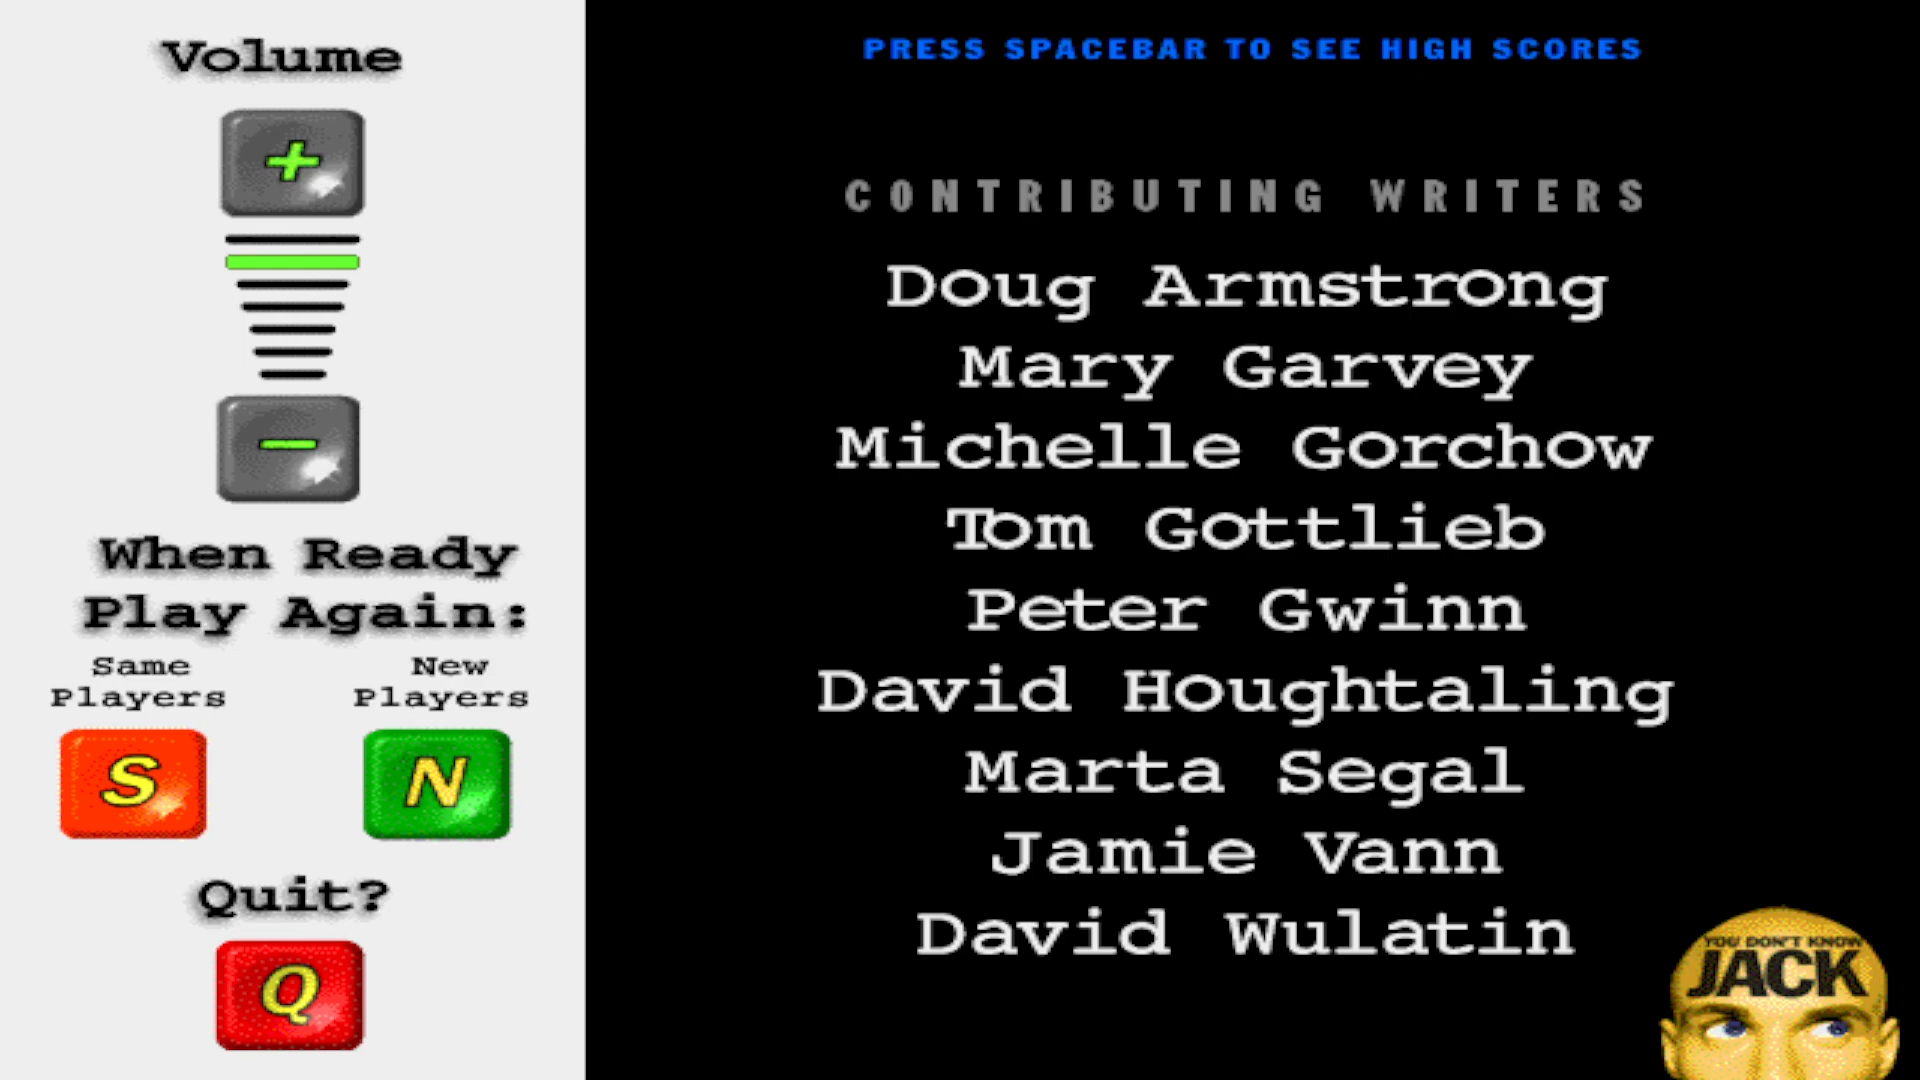 Volume
+
-
When Ready
Play Again:
Same
Players
New
Players
S
N
Quit?
Q
PRESS SPACEBAR TO SEE HIGH SCORES
CONTRIBUTING WRITERS
Doug Armstrong
Mary Garvey
Michelle Gorchow
Tom Gottlieb
Peter Gwinn
David Houghtaling
Marta Segal
Jamie Vann
David Wulatin
YOU DON'T KNOW
JACK